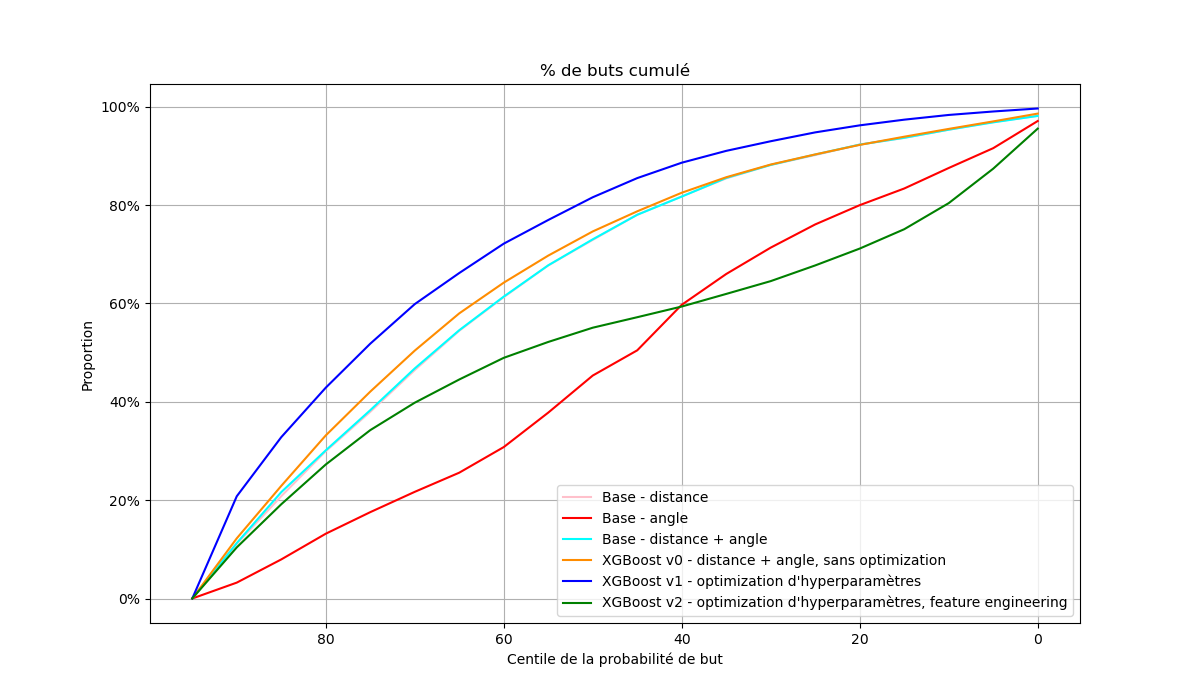 % de buts cumulé
100%
80%
60%
40%
20%
0%
Proportion
Base - distance
Base - angle
Base - distance + angle
XGBoost v0 - distance + angle, sans optimization
XGBoost v1 - optimization d'hyperparamètres
XGBoost v2 - optimization d'hyperparamètres, feature engineering
80 60 40 20 0
Centile de la probabilité de but